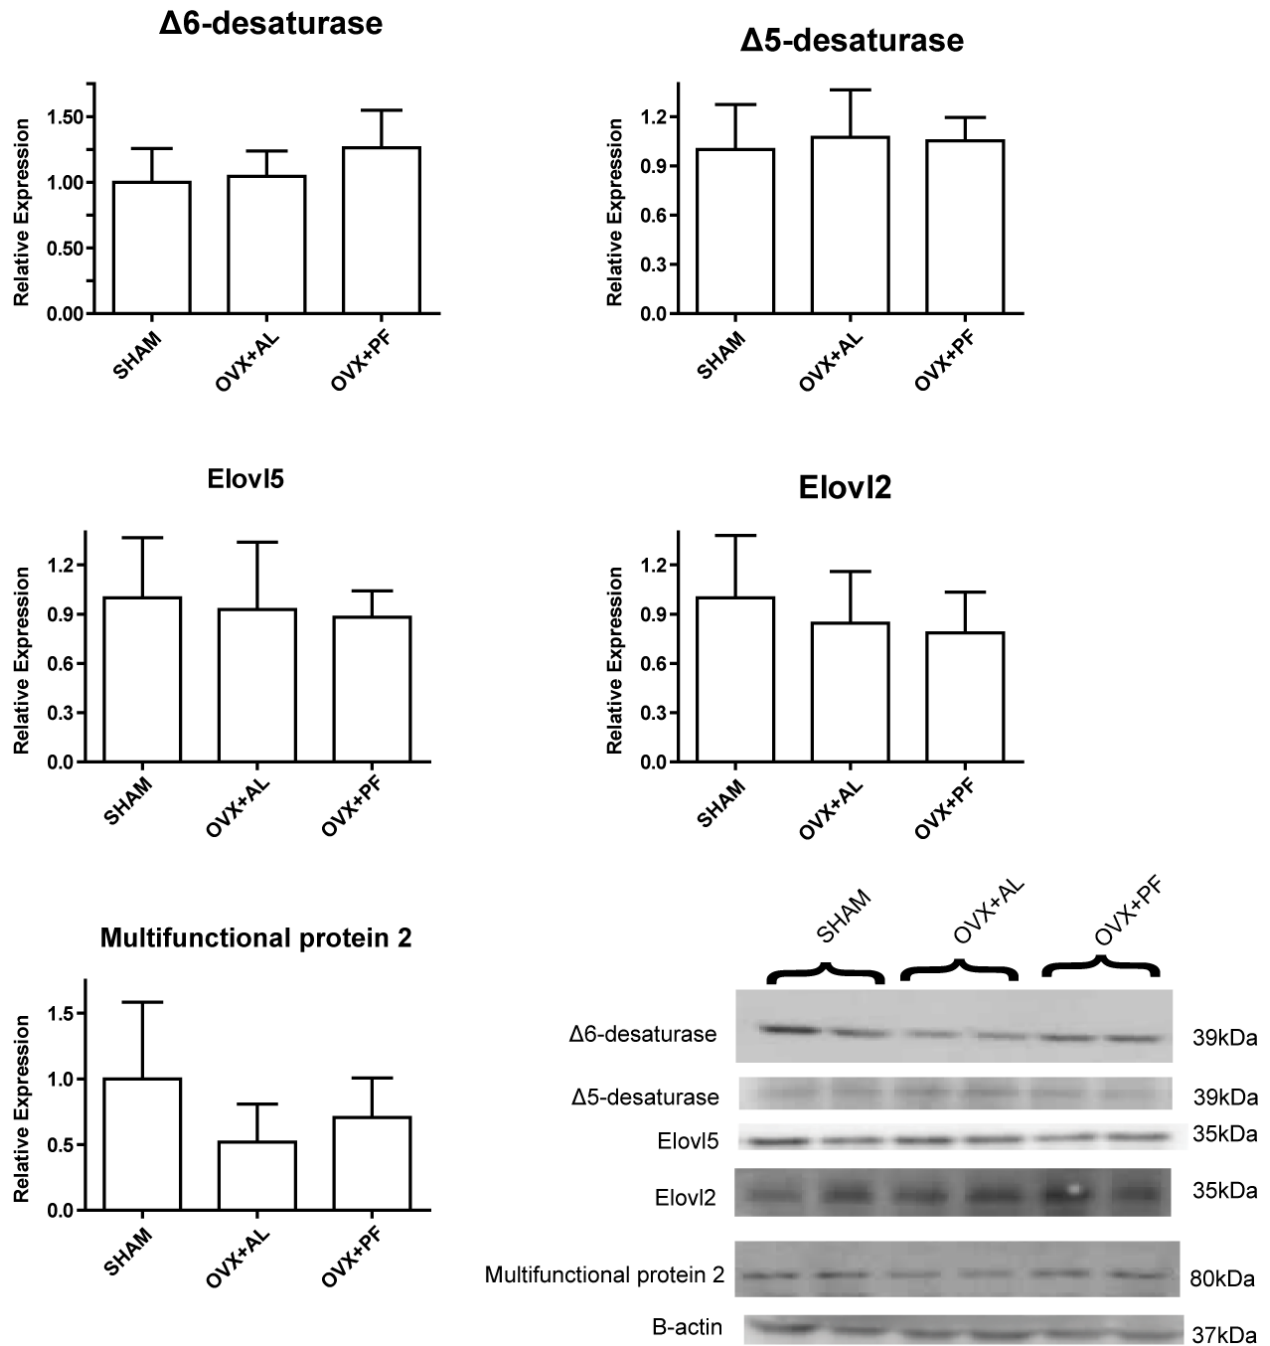 Δ6-desaturase
Relative Expression
1.50
1.00
0.50
0.00
SHAM
OVX+AL
OVX+PF
Δ5-desaturase
Relative Expression
1.2
0.9
0.6
0.3
0.0
SHAM
OVX+AL
OVX+PF
Elovl5
Relative Expression
1.2
0.9
0.6
0.3
0.0
SHAM
OVX+AL
OVX+PF
Elovl2
Relative Expression
1.2
0.9
0.6
0.3
0.0
SHAM
OVX+AL
OVX+PF
Multifunctional protein 2
Relative Expression
1.5
1.0
0.5
0.0
SHAM
OVX+AL
OVX+PF
SHAM
OVX+AL
OVX+PF
Δ6-desaturase 39kDa
Δ5-desaturase 39kDa
Elovl5 35kDa
Elovl2 35kDa
Multifunctional protein 2 80kDa
B-actin 37kDa